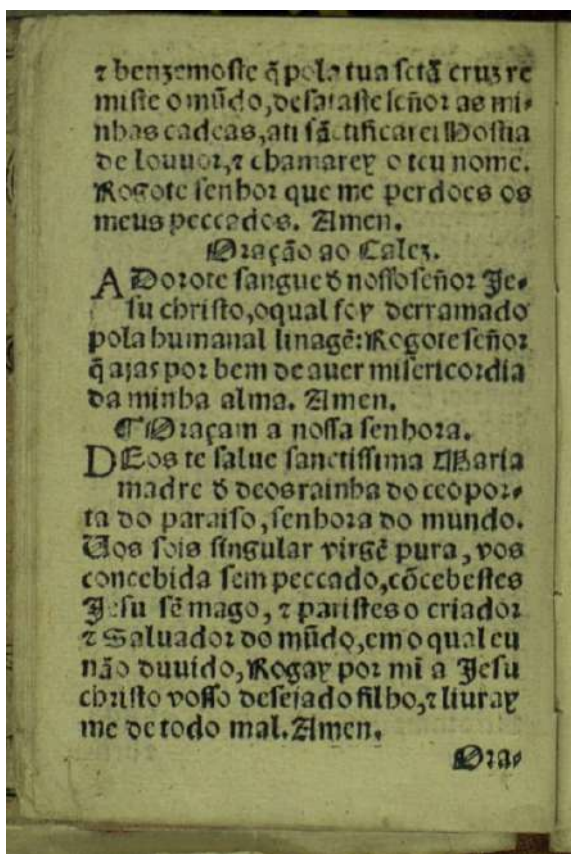 ⁊ benzemoste q̃ pola tua sctã cruz re
miste o mũdo, desataste señor as mi-
nhas cadeas, ati sãctificarei Hostia
de louuor, ⁊ chamarey o teu nome.
Rogote senhor que me perdoes os
meus peccados. Amen.
Oração ao Calez.
ADorote sangue d̃ nosso señor Je-
su christo, oqual foy derramado
pola humanal linagẽ: Rogote señor
q̃ ajas por bem de auer misericordia
da minha alma. Amen.
¶ Oraçam a nossa senhora.
DEos te salue sanctissima Maria
madre d̃ deos rainha do ceo por-
ta do paraiso, senhora do mundo.
Uos sois singular virgẽ pura, vos
concebida sem peccado, cõcebestes
Jesu sẽ mago, ⁊ paristes o criador
⁊ Saluador do mũdo, em o qual eu
não duuido, Rogay por mi a Jesu
christo vosso desejado filho, ⁊ liuray
me de todo mal. Amen.
Ora-